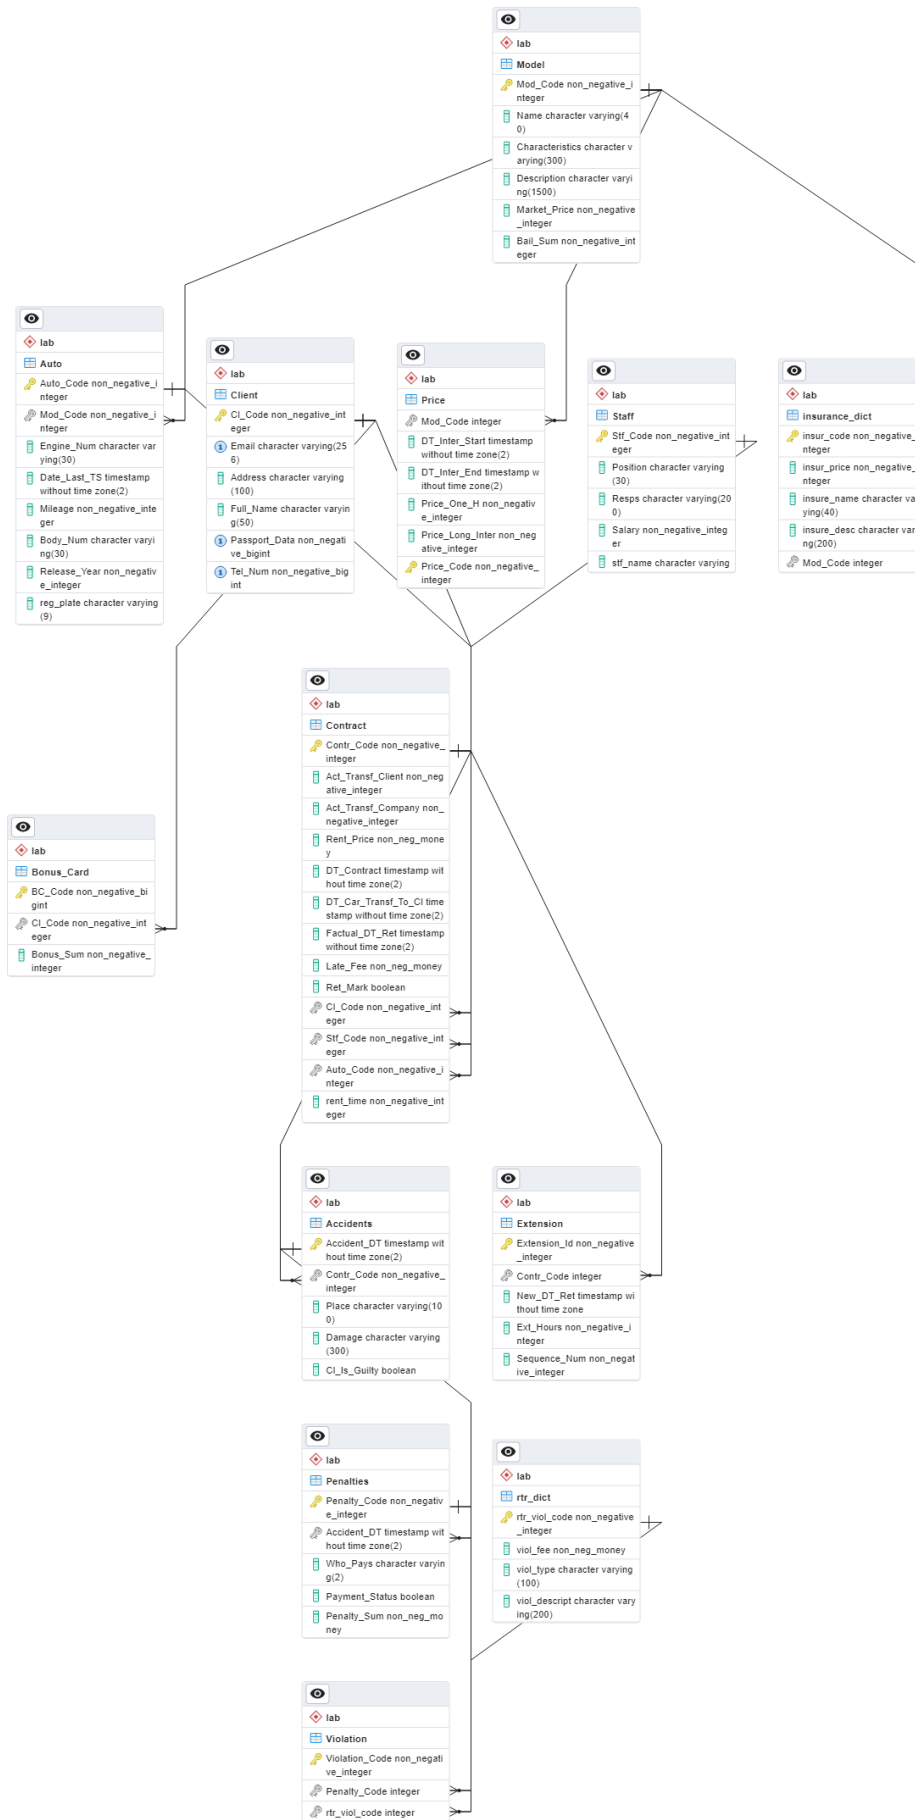 lab
Model
Mod_Code non_negative_i
nteger
Name character varying(4
0)
Characteristics character v
arying(300)
Description character varyi
ng(1500)
Market_Price non_negative
_integer
Bail_Sum non_negative_int
eger
lab
Auto
Auto_Code non_negative_i
nteger
Mod_Code non_negative_i
nteger
Engine_Num character var
ying(30)
Date_Last_TS timestamp
without time zone(2)
Mileage non_negative_inte
ger
Body_Num character varyi
ng(30)
Release_Year non_negativ
e_integer
reg_plate character varying
(9)
lab
Client
Cl_Code non_negative_int
eger
Email character varying(25
6)
Address character varying
(100)
Full_Name character varyin
g(50)
Passport_Data non_negati
ve_bigint
Tel_Num non_negative_big
int
lab
Price
Mod_Code integer
DT_Inter_Start timestamp
without time zone(2)
DT_Inter_End timestamp w
ithout time zone(2)
Price_One_H non_negativ
e_integer
Price_Long_Inter non_neg
ative_integer
Price_Code non_negative_
integer
lab
Staff
Stf_Code non_negative_int
eger
Position character varying
(30)
Resps character varying(20
0)
Salary non_negative_integ
er
stf_name character varying
lab
insurance_dict
insur_code non_negative_
nteger
insur_price non_negative_
nteger
insure_name character va
ying(40)
insure_desc character var
ng(200)
Mod_Code integer
lab
Contract
Contr_Code non_negative_
integer
Act_Transf_Client non_neg
ative_integer
Act_Transf_Company non_
negative_integer
Rent_Price non_neg_mone
y
DT_Contract timestamp wit
hout time zone(2)
DT_Car_Transf_To_Cl time
stamp without time zone(2)
Factual_DT_Ret timestamp
without time zone(2)
Late_Fee non_neg_money
Ret_Mark boolean
Cl_Code non_negative_int
eger
Stf_Code non_negative_int
eger
Auto_Code non_negative_i
nteger
rent_time non_negative_int
eger
lab
Bonus_Card
BC_Code non_negative_bi
gint
Cl_Code non_negative_int
eger
Bonus_Sum non_negative_
integer
lab
Accidents
Accident_DT timestamp wit
hout time zone(2)
Contr_Code non_negative_
integer
Place character varying(10
0)
Damage character varying
(300)
Cl_Is_Guilty boolean
lab
Extension
Extension_Id non_negative
_integer
Contr_Code integer
New_DT_Ret timestamp wi
thout time zone
Ext_Hours non_negative_i
nteger
Sequence_Num non_negat
ive_integer
lab
Penalties
Penalty_Code non_negativ
e_integer
Accident_DT timestamp wit
hout time zone(2)
Who_Pays character varyin
g(2)
Payment_Status boolean
Penalty_Sum non_neg_mo
ney
lab
rtr_dict
rtr_viol_code non_negative
_integer
viol_fee non_neg_money
viol_type character varying
(100)
viol_descript character vary
ing(200)
lab
Violation
Violation_Code non_negati
ve_integer
Penalty_Code integer
rtr_viol_code integer